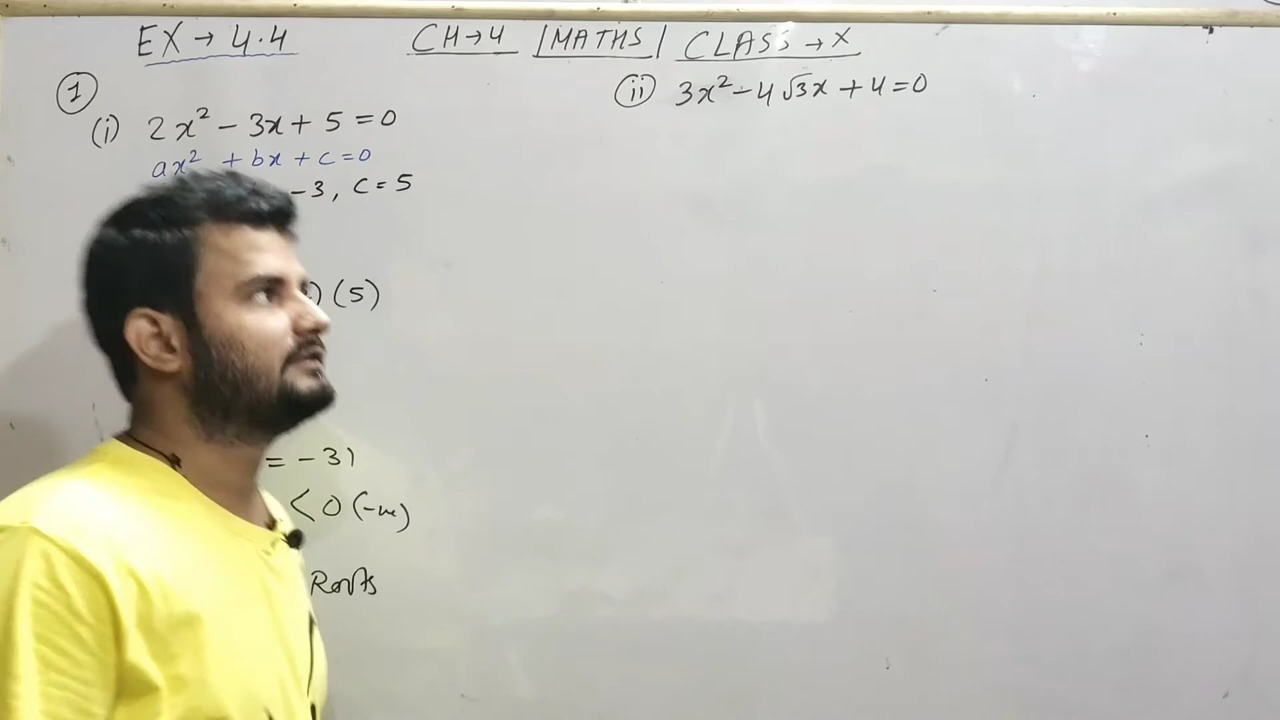 EX → 4.4 CH → 4 | MATHS | CLASS → X
1
(i) 2x² - 3x + 5 = 0
ax² + bx + c = 0
-3, c = 5
) (5)
= -31
< 0 (-ve)
Roots
(ii) 3x² - 4√3x + 4 = 0